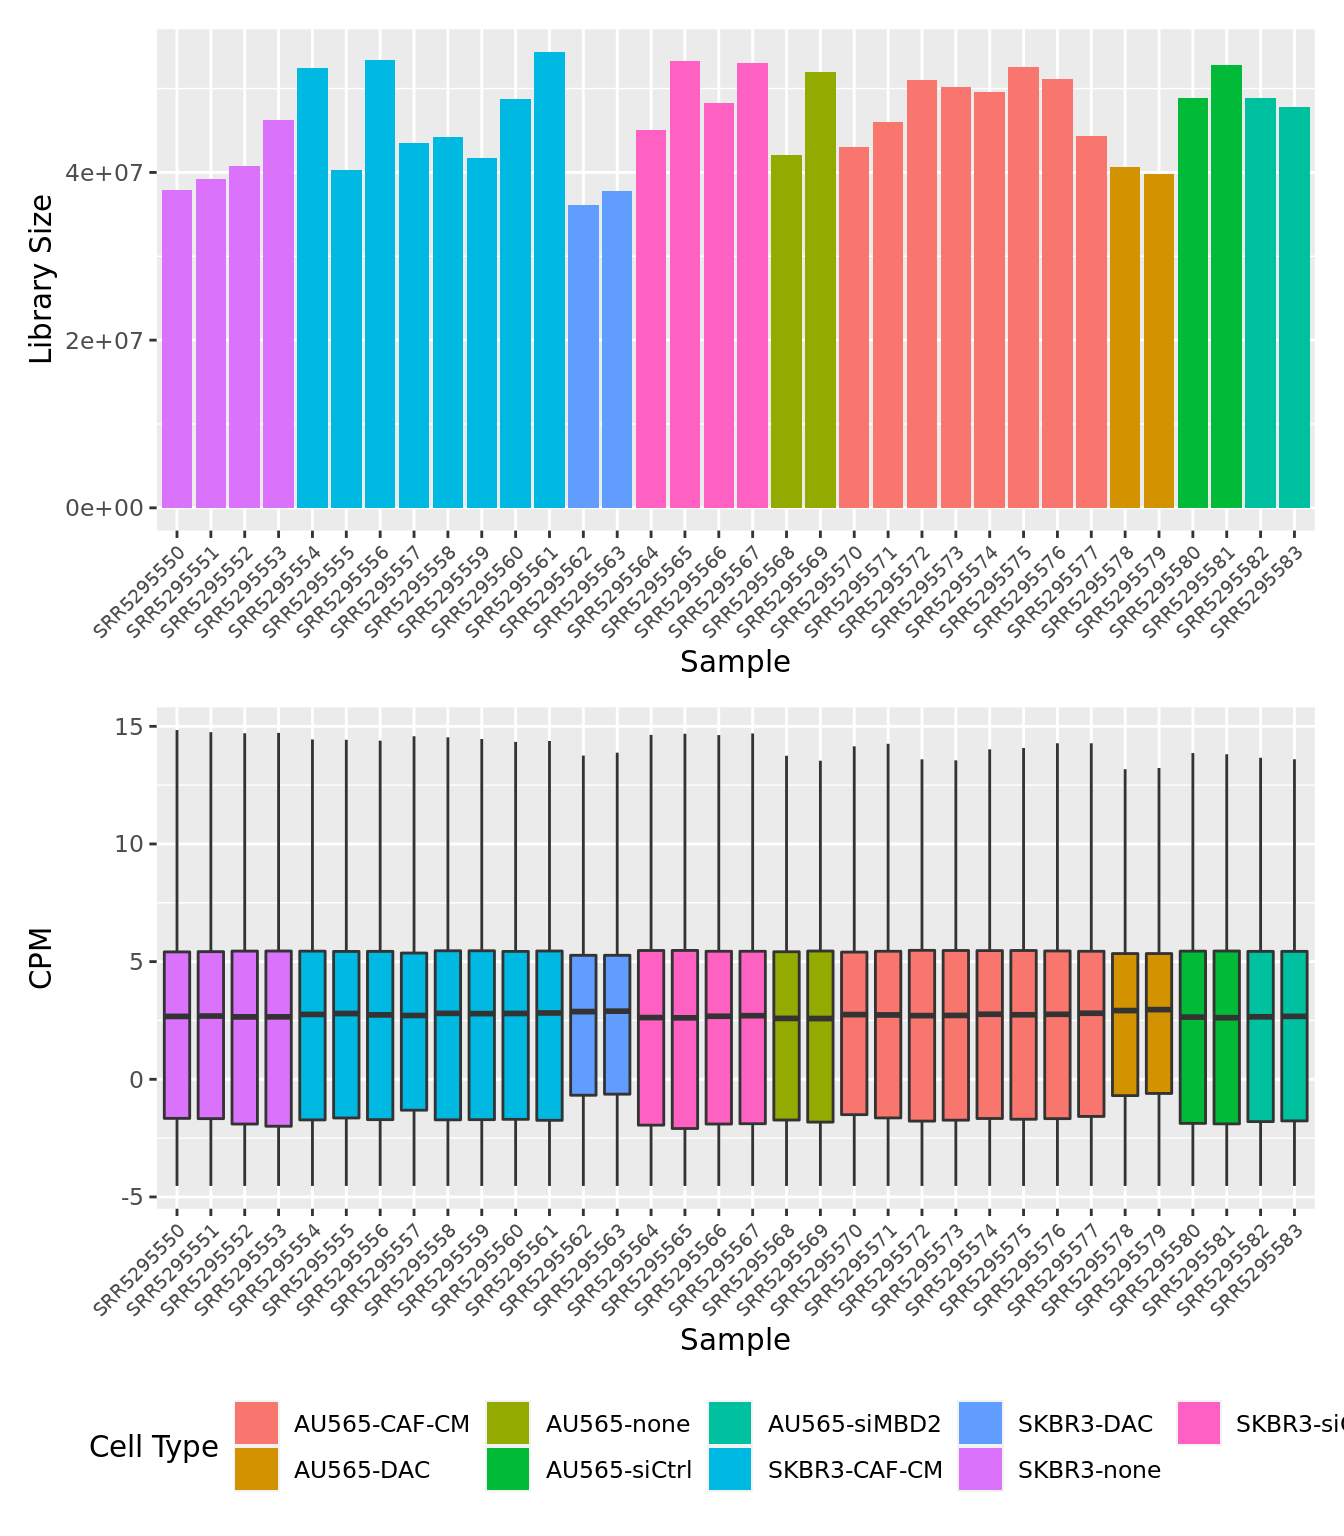 Library Size
4e+07
2e+07
0e+00
SRR5295550
SRR5295551
SRR5295552
SRR5295553
SRR5295554
SRR5295555
SRR5295556
SRR5295557
SRR5295558
SRR5295559
SRR5295560
SRR5295561
SRR5295562
SRR5295563
SRR5295564
SRR5295565
SRR5295566
SRR5295567
SRR5295568
SRR5295569
SRR5295570
SRR5295571
SRR5295572
SRR5295573
SRR5295574
SRR5295575
SRR5295576
SRR5295577
SRR5295578
SRR5295579
SRR5295580
SRR5295581
SRR5295582
SRR5295583
Sample
CPM
15
10
5
0
-5
SRR5295550
SRR5295551
SRR5295552
SRR5295553
SRR5295554
SRR5295555
SRR5295556
SRR5295557
SRR5295558
SRR5295559
SRR5295560
SRR5295561
SRR5295562
SRR5295563
SRR5295564
SRR5295565
SRR5295566
SRR5295567
SRR5295568
SRR5295569
SRR5295570
SRR5295571
SRR5295572
SRR5295573
SRR5295574
SRR5295575
SRR5295576
SRR5295577
SRR5295578
SRR5295579
SRR5295580
SRR5295581
SRR5295582
SRR5295583
Sample
Cell Type
AU565-CAF-CM
AU565-DAC
AU565-none
AU565-siCtrl
AU565-siMBD2
SKBR3-CAF-CM
SKBR3-DAC
SKBR3-none